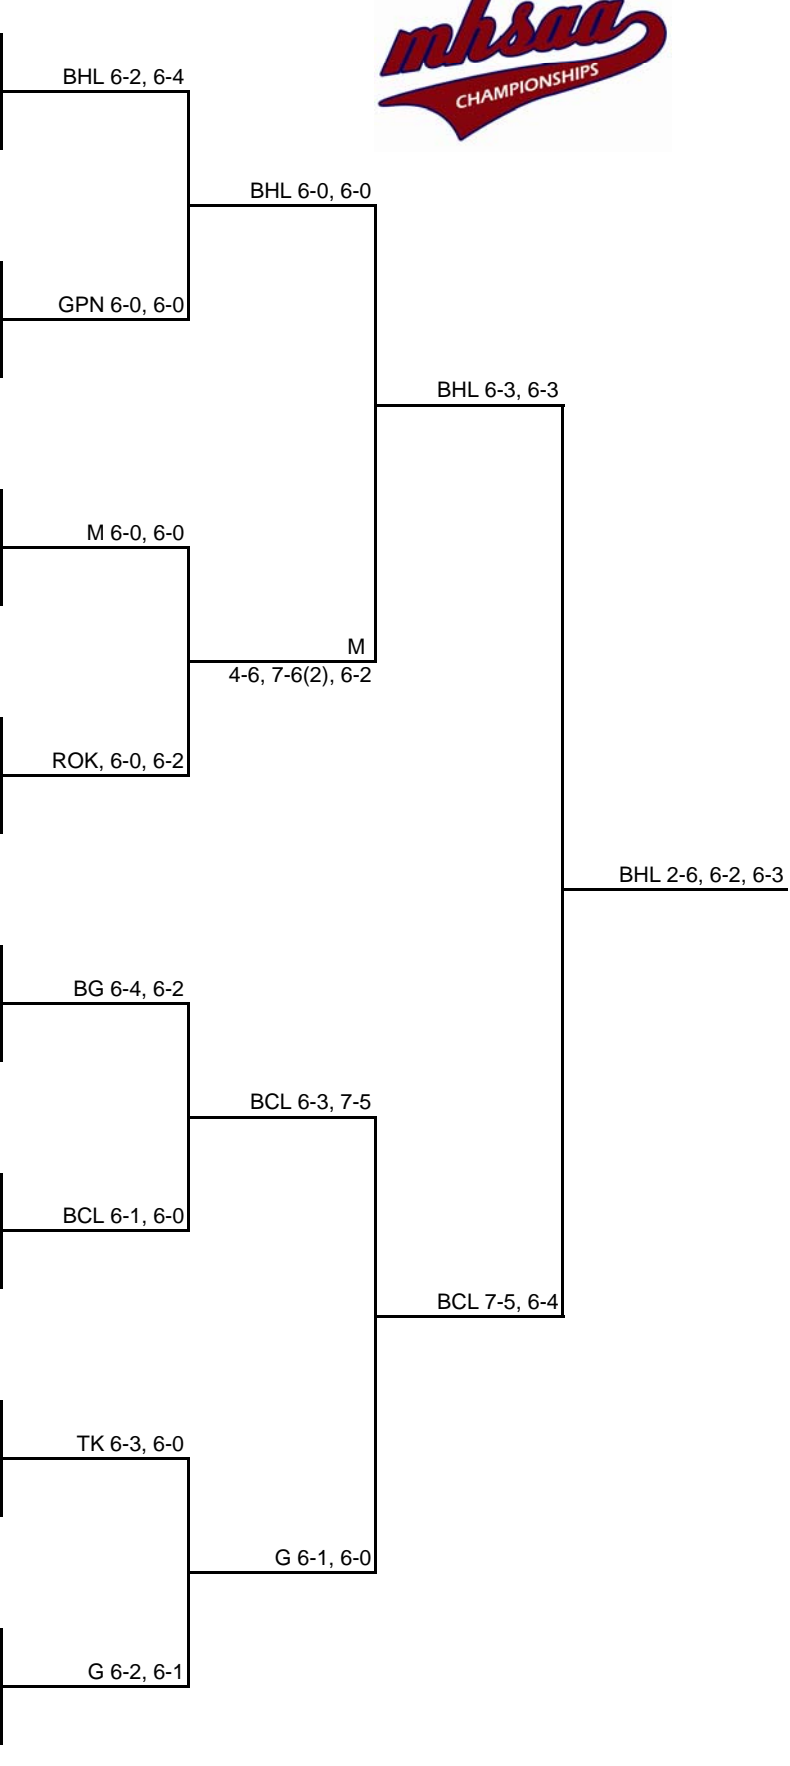 mhsaa
CHAMPIONSHIPS
BHL 6-2, 6-4
BHL 6-0, 6-0
GPN 6-0, 6-0
BHL 6-3, 6-3
M 6-0, 6-0
M
4-6, 7-6(2), 6-2
ROK, 6-0, 6-2
BHL 2-6, 6-2, 6-3
BG 6-4, 6-2
BCL 6-3, 7-5
BCL 6-1, 6-0
BCL 7-5, 6-4
TK 6-3, 6-0
G 6-1, 6-0
G 6-2, 6-1